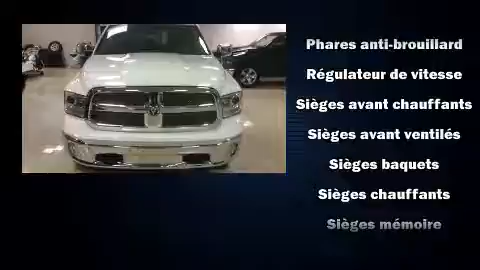 Phares anti-brouillard
Régulateur de vitesse
Sièges avant chauffants
Sièges avant ventilés
Sièges baquets
Sièges chauffants
Sièges mémoire